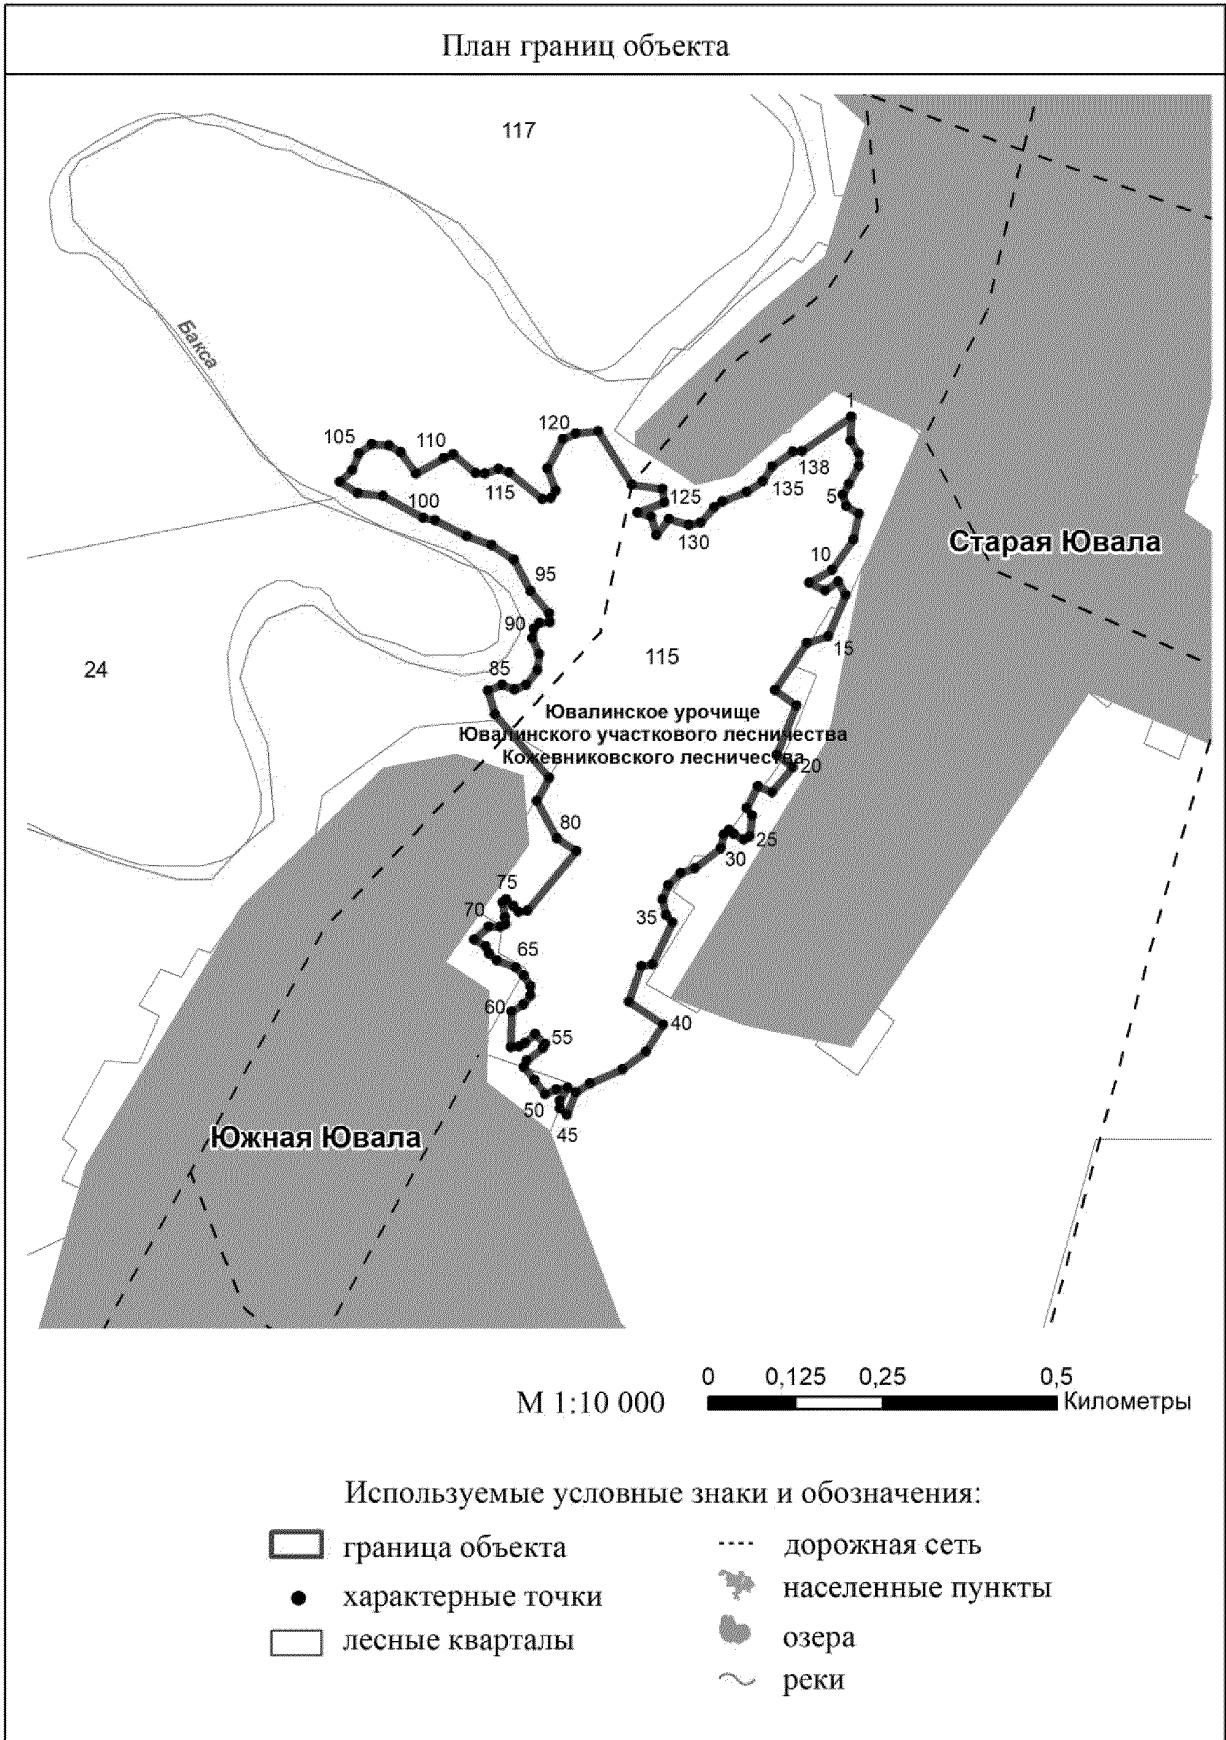 План границ объекта
117
Бакса
1
120
105
110
138
125
135
115
5
100
130
Старая Ювала
10
95
90
15
115
85
24
Ювалинское урочище
Ювалинского участкового лесничества
Кожевниковского лесничества
20
80
25
30
75
70
35
65
60
40
55
50
45
Южная Ювала
0 0,125 0,25 0,5
М 1:10 000
Километры
Используемые условные знаки и обозначения:
граница объекта
дорожная сеть
характерные точки
населенные пункты
лесные кварталы
озера
реки